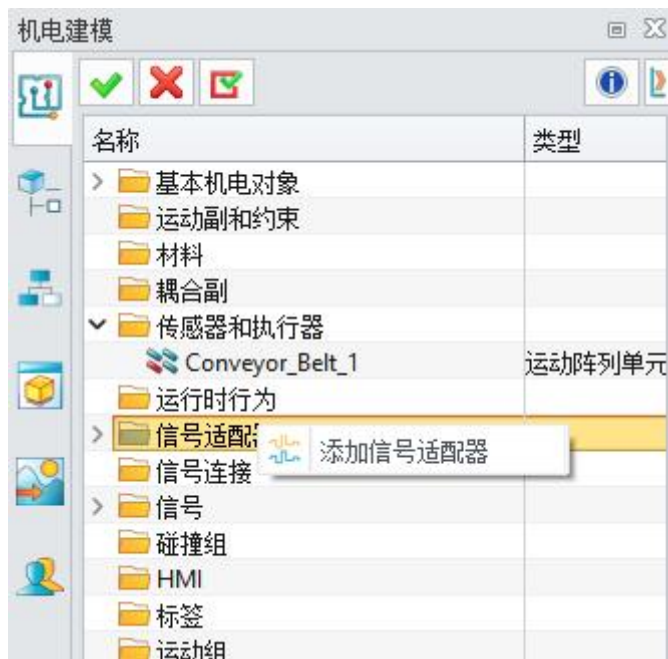 机电建模
名称 类型
基本机电对象
运动副和约束
材料
耦合副
传感器和执行器
Conveyor_Belt_1 运动阵列单元
运行时行为
信号适配
添加信号适配器
信号连接
信号
碰撞组
HMI
标签
运动组